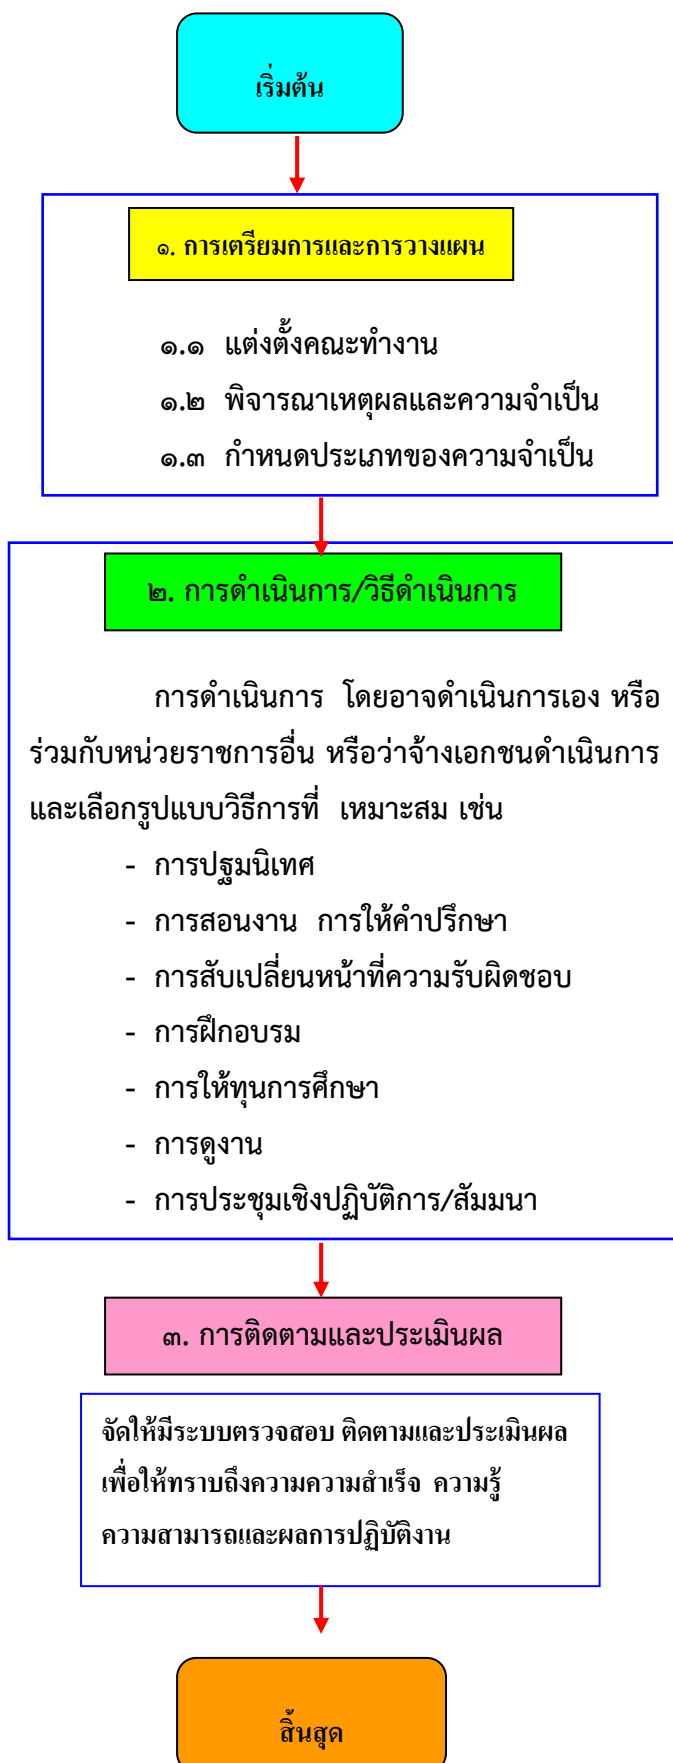 เริ่มต้น
๑. การเตรียมการและการวางแผน
๑.๑ แต่งตั้งคณะทำงาน
๑.๒ พิจารณาเหตุผลและความจำเป็น
๑.๓ กำหนดประเภทของความจำเป็น
๒. การดำเนินการ/วิธีดำเนินการ
การดำเนินการ โดยอาจดำเนินการเอง หรือ
ร่วมกับหน่วยราชการอื่น หรือว่าจ้างเอกชนดำเนินการ
และเลือกรูปแบบวิธีการที่ เหมาะสม เช่น
- การปฐมนิเทศ
- การสอนงาน การให้คำปรึกษา
- การสับเปลี่ยนหน้าที่ความรับผิดชอบ
- การฝึกอบรม
- การให้ทุนการศึกษา
- การดูงาน
- การประชุมเชิงปฏิบัติการ/สัมมนา
๓. การติดตามและประเมินผล
จัดให้มีระบบตรวจสอบ ติดตามและประเมินผล
เพื่อให้ทราบถึงความความสำเร็จ ความรู้
ความสามารถและผลการปฏิบัติงาน
สิ้นสุด